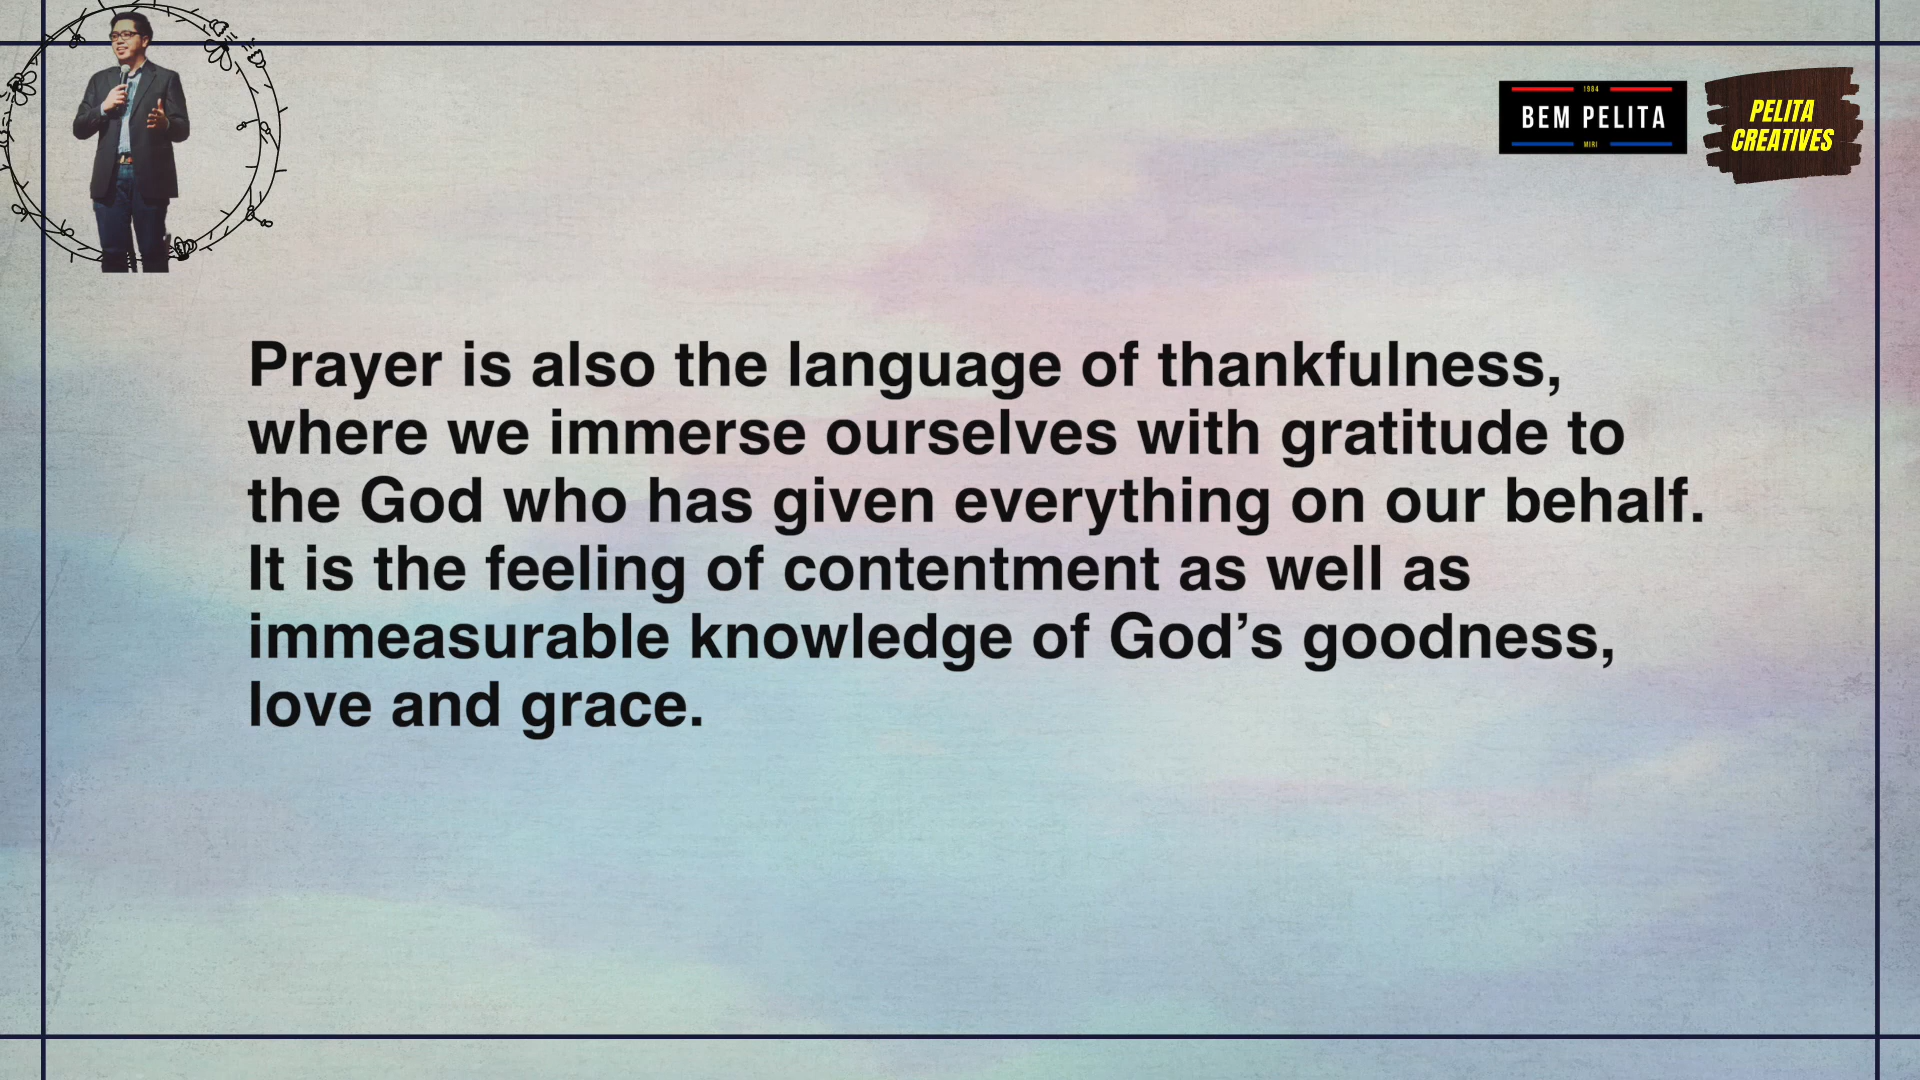 1984
BEM PELITA
MIRI
PELITA
CREATIVES
Prayer is also the language of thankfulness,
where we immerse ourselves with gratitude to
the God who has given everything on our behalf.
It is the feeling of contentment as well as
immeasurable knowledge of God’s goodness,
love and grace.